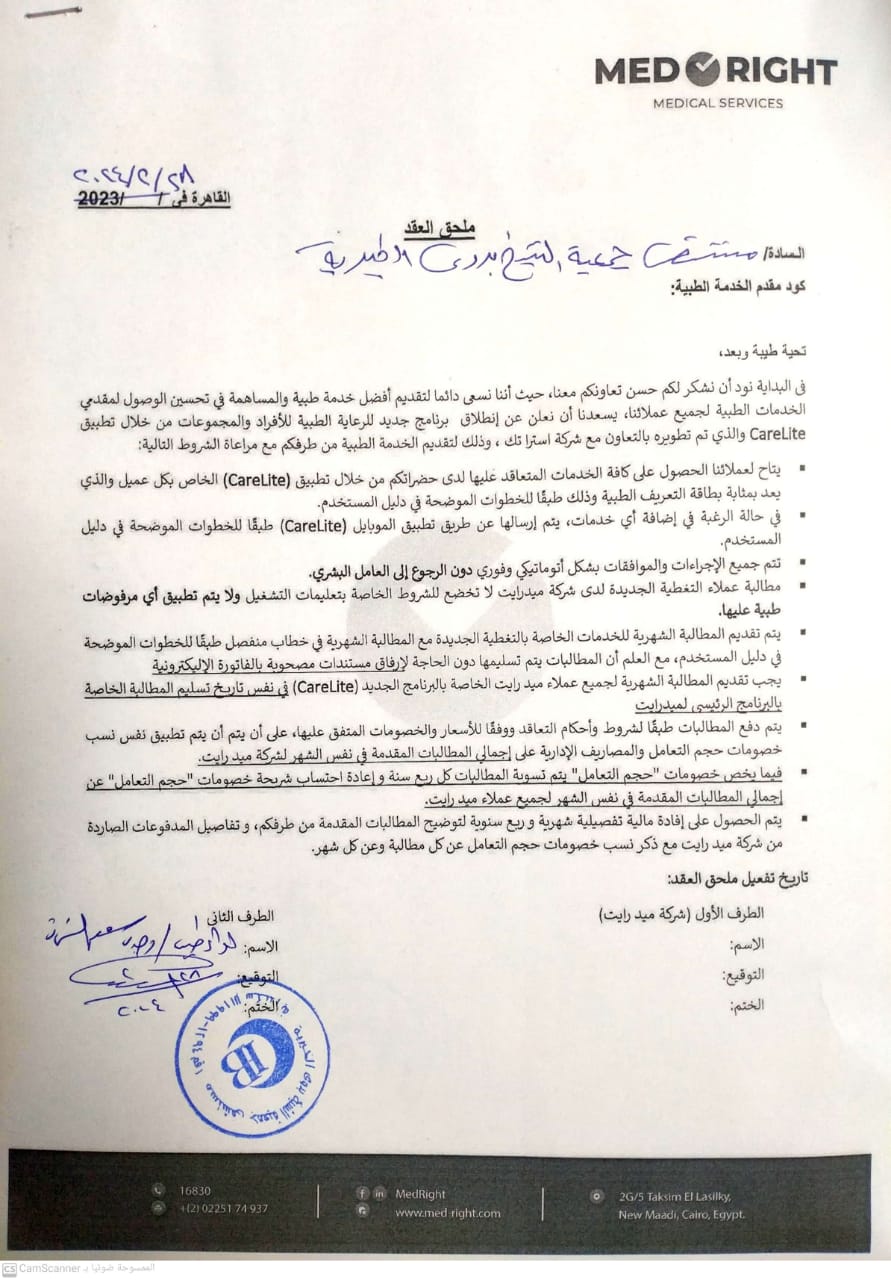 MED RIGHT
MEDICAL SERVICES
٢٠٢٤/٢/٢٨
القاهرة فى / /2023
ملحق العقد
السادة/ مستشفى جمعية الشيخ بدوى الخيرية
كود مقدم الخدمة الطبية:
تحية طيبة وبعد،
في البداية نود أن نشكر لكم حسن تعاونكم معنا، حيث أننا نسعى دائما لتقديم أفضل خدمة طبية والمساهمة في تحسين الوصول لمقدمي
الخدمات الطبية لجميع عملائنا، يسعدنا أن نعلن عن إنطلاق برنامج جديد للرعاية الطبية للأفراد والمجموعات من خلال تطبيق
CareLite والذي تم تطويره بالتعاون مع شركة استرا تك ، وذلك لتقديم الخدمة الطبية من طرفكم مع مراعاة الشروط التالية:
▪ يتاح لعملائنا الحصول على كافة الخدمات المتعاقد عليها لدى حضراتكم من خلال تطبيق (CareLite) الخاص بكل عميل والذي
يعد بمثابة بطاقة التعريف الطبية وذلك طبقًا للخطوات الموضحة في دليل المستخدم.
▪ في حالة الرغبة في إضافة أي خدمات، يتم إرسالها عن طريق تطبيق الموبايل (CareLite) طبقًا للخطوات الموضحة في دليل
المستخدم.
▪ تتم جميع الإجراءات والموافقات بشكل أتوماتيكي وفوري دون الرجوع إلى العامل البشري.
▪ مطالبة عملاء التغطية الجديدة لدى شركة ميدرايت لا تخضع للشروط الخاصة بتعليمات التشغيل ولا يتم تطبيق أي مرفوضات
طبية عليها.
▪ يتم تقديم المطالبة الشهرية للخدمات الخاصة بالتغطية الجديدة مع المطالبة الشهرية في خطاب منفصل طبقًا للخطوات الموضحة
في دليل المستخدم، مع العلم أن المطالبات يتم تسليمها دون الحاجة لإرفاق مستندات مصحوبة بالفاتورة الإليكترونية
▪ يجب تقديم المطالبة الشهرية لجميع عملاء ميد رايت الخاصة بالبرنامج الجديد (CareLite) في نفس تاريخ تسليم المطالبة الخاصة
بالبرنامج الرئيسي لميدرايت
▪ يتم دفع المطالبات طبقًا لشروط وأحكام التعاقد ووفقًا للأسعار والخصومات المتفق عليها، على أن يتم أن يتم تطبيق نفس نسب
خصومات حجم التعامل والمصاريف الإدارية على إجمالي المطالبات المقدمة في نفس الشهر لشركة ميد رايت.
▪ فيما يخص خصومات "حجم التعامل" يتم تسوية المطالبات كل ربع سنة و إعادة احتساب شريحة خصومات "حجم التعامل" عن
إجمالي المطالبات المقدمة في نفس الشهر لجميع عملاء ميد رايت.
▪ يتم الحصول على إفادة مالية تفصيلية شهرية و ربع سنوية لتوضيح المطالبات المقدمة من طرفكم، و تفاصيل المدفوعات الصاردة
من شركة ميد رايت مع ذكر نسب خصومات حجم التعامل عن كل مطالبة وعن كل شهر.
تاريخ تفعيل ملحق العقد:
الطرف الأول (شركة ميد رايت)
الاسم:
التوقيع:
الختم:
الطرف الثاني
الاسم: لواء طبيب/
التوقيع: ٢/٢٨
الختم: ٢٠٢٤
مستشفى جمعية الشيخ بدوى الخيرية
16830
+(2) 02251 74 937
MedRight
www.med-right.com
2G/5 Taksim El Lasilky,
New Maadi, Cairo, Egypt.
CS CamScanner الممسوحة ضوئيا بـ